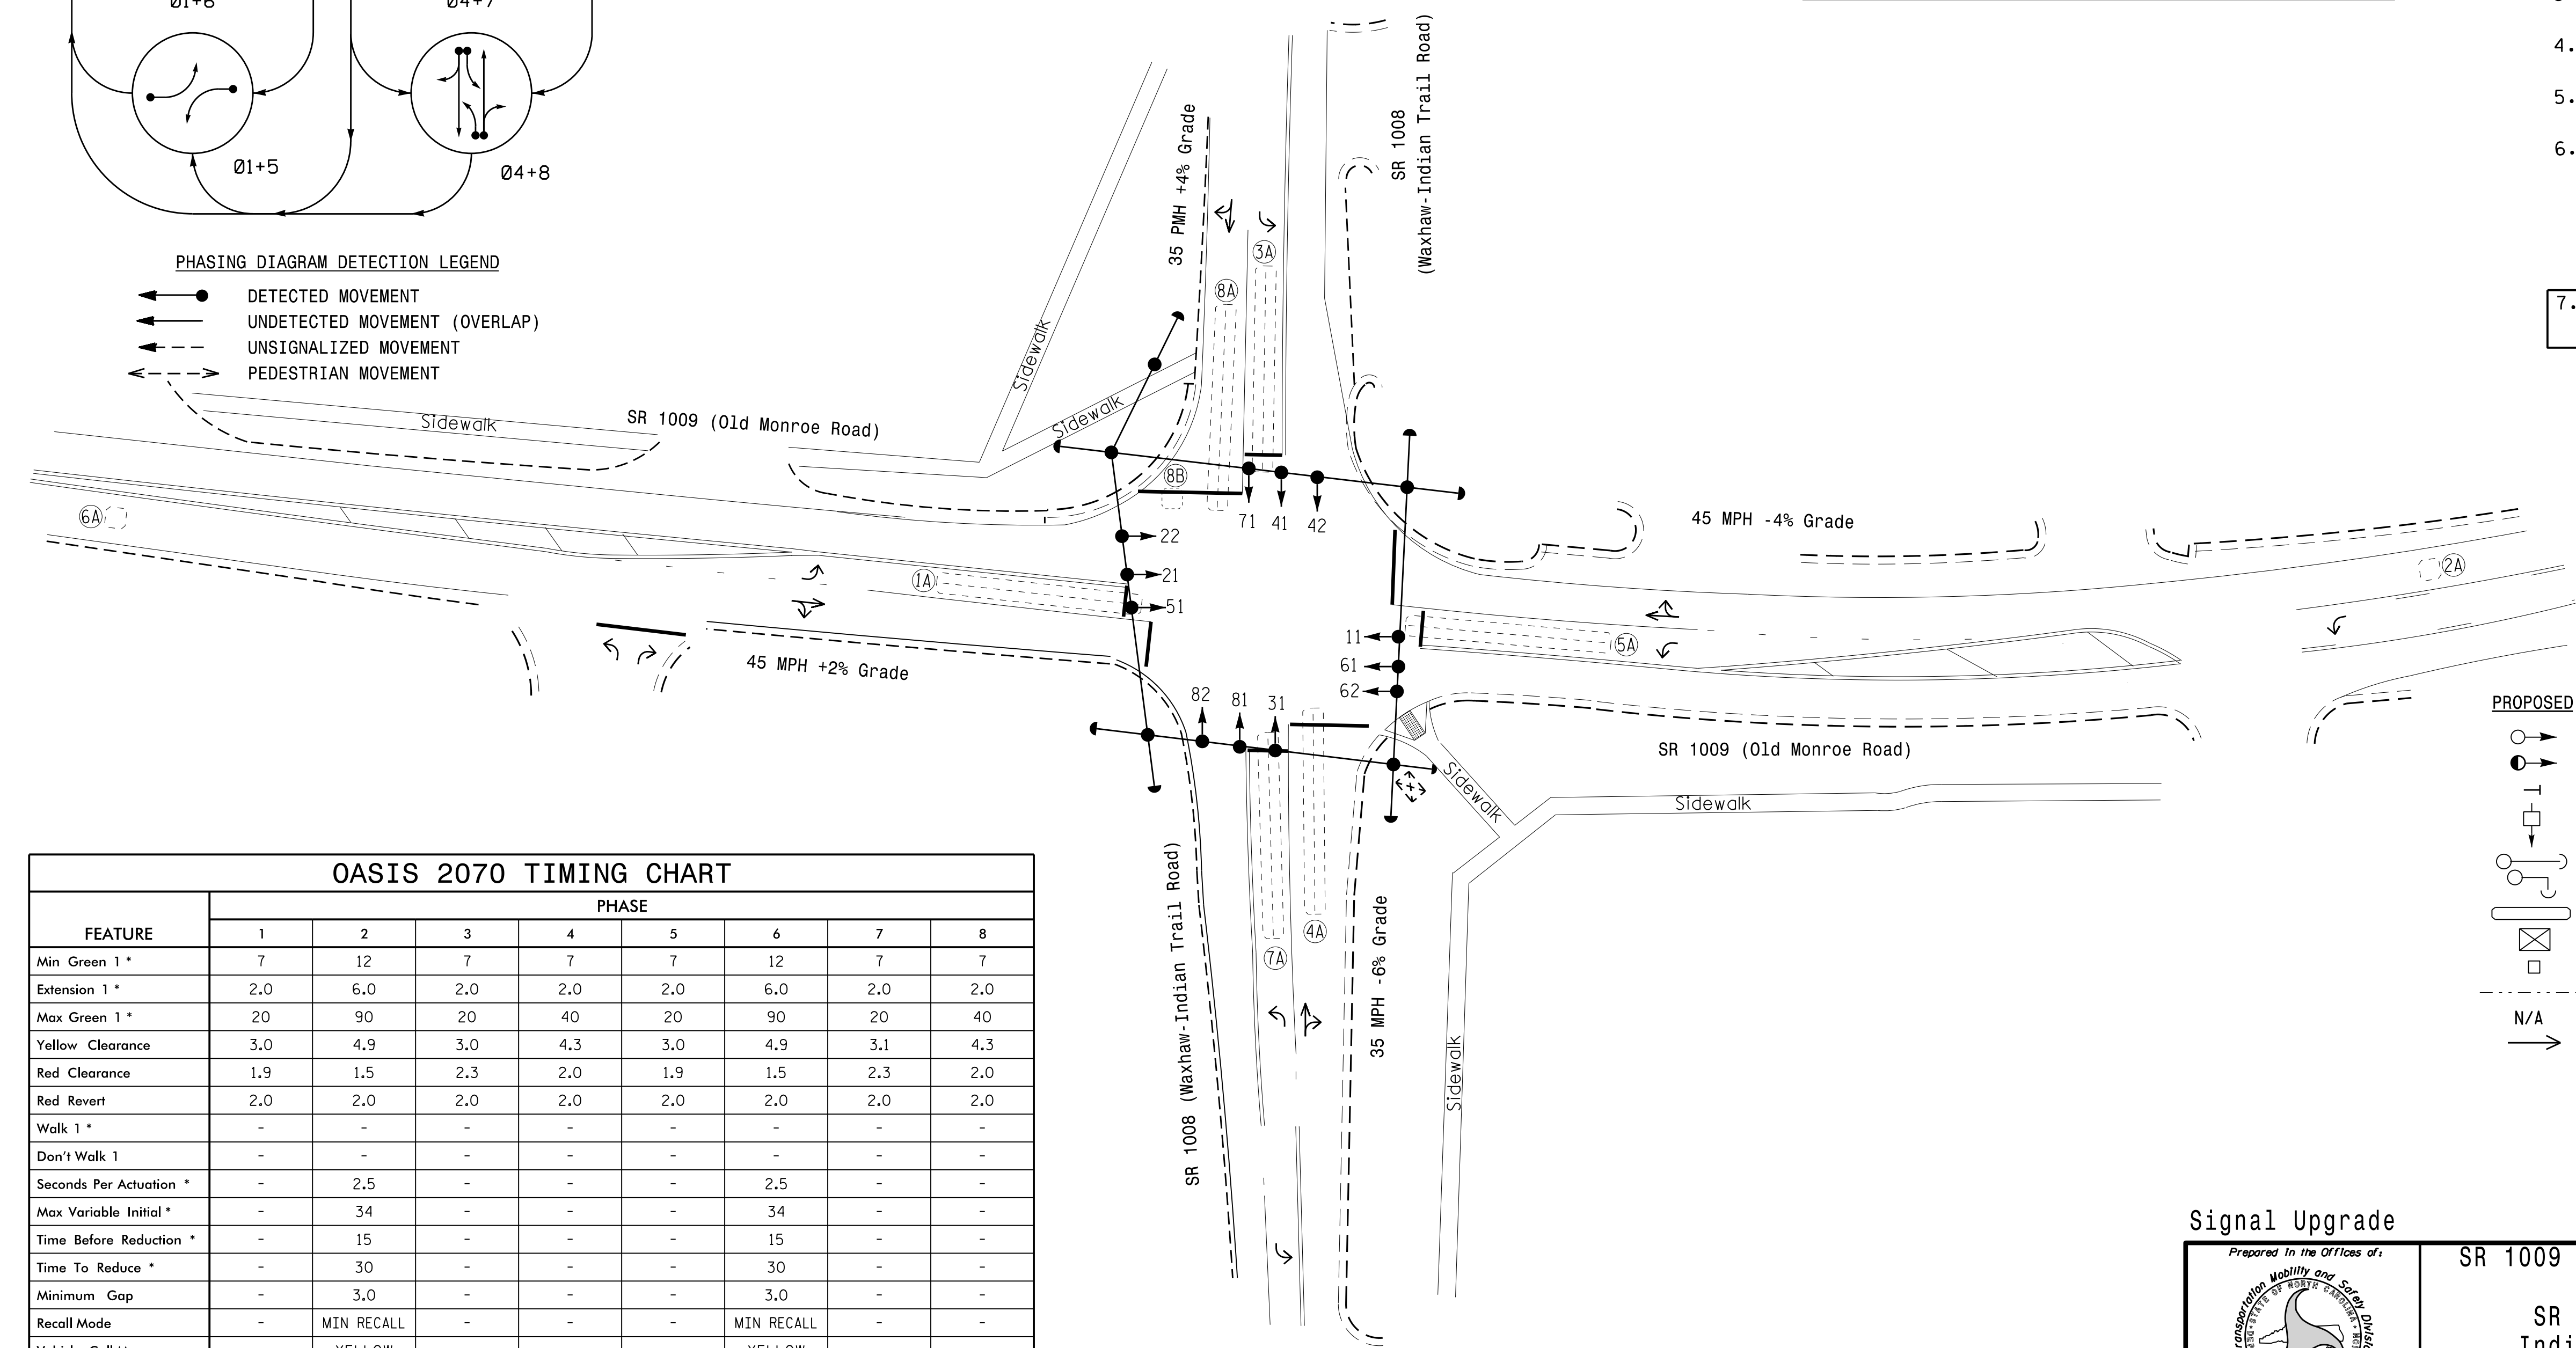 Ø1+6
Ø4+7
Ø1+5
Ø4+8
PHASING DIAGRAM DETECTION LEGEND
DETECTED MOVEMENT
UNDETECTED MOVEMENT (OVERLAP)
UNSIGNALIZED MOVEMENT
PEDESTRIAN MOVEMENT
4.
5.
6.
7.
SR 1008
(Waxhaw-Indian Trail Road)
35 PMH +4% Grade
3A
8A
Sidewalk
Sidewalk
Sidewalk
SR 1009 (Old Monroe Road)
8B
71 41 42
22
21
51
6A
1A
45 MPH +2% Grade
45 MPH -4% Grade
2A
11
61
62
5A
82 81 31
SR 1009 (Old Monroe Road)
Sidewalk
Sidewalk
Sidewalk
7A
4A
35 MPH -6% Grade
SR 1008 (Waxhaw-Indian Trail Road)
PROPOSED
N/A
OASIS 2070 TIMING CHART
FEATURE
PHASE
1 2 3 4 5 6 7 8
Min Green 1 * 7 12 7 7 7 12 7 7
Extension 1 * 2.0 6.0 2.0 2.0 2.0 6.0 2.0 2.0
Max Green 1 * 20 90 20 40 20 90 20 40
Yellow Clearance 3.0 4.9 3.0 4.3 3.0 4.9 3.1 4.3
Red Clearance 1.9 1.5 2.3 2.0 1.9 1.5 2.3 2.0
Red Revert 2.0 2.0 2.0 2.0 2.0 2.0 2.0 2.0
Walk 1 * - - - - - - - -
Don't Walk 1 - - - - - - - -
Seconds Per Actuation * - 2.5 - - - 2.5 - -
Max Variable Initial * - 34 - - - 34 - -
Time Before Reduction * - 15 - - - 15 - -
Time To Reduce * - 30 - - - 30 - -
Minimum Gap - 3.0 - - - 3.0 - -
Recall Mode - MIN RECALL - - - MIN RECALL - -
YELLOW YELLOW
Signal Upgrade
Prepared in the Offices of:
Mobility and Safety
STATE OF NORTH CAROLINA
SR 1009
SR
Indi